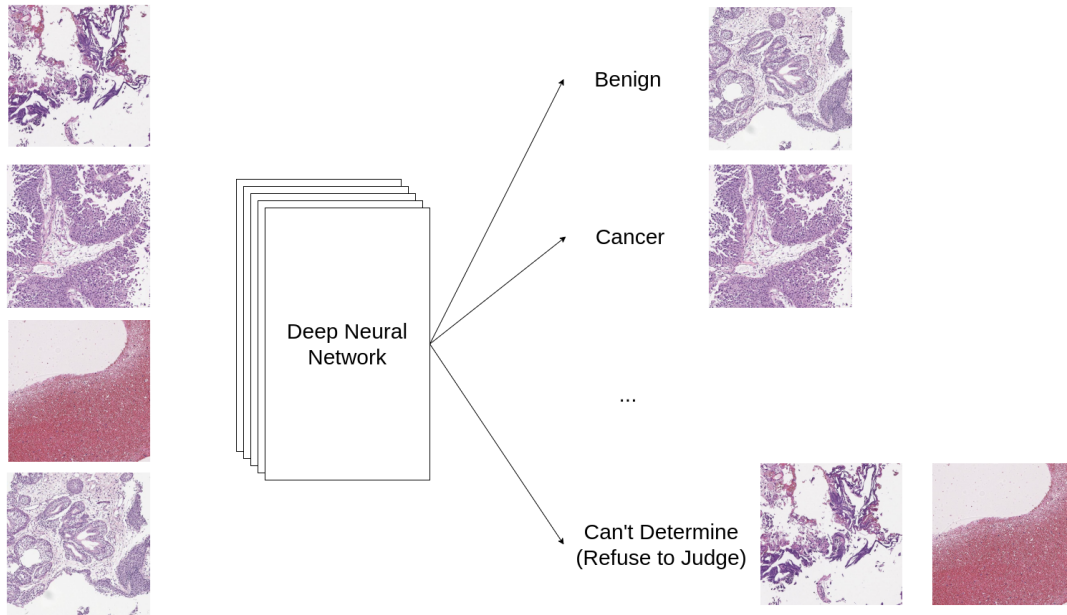 Benign
Cancer
Deep Neural
Network
...
Can't Determine
(Refuse to Judge)